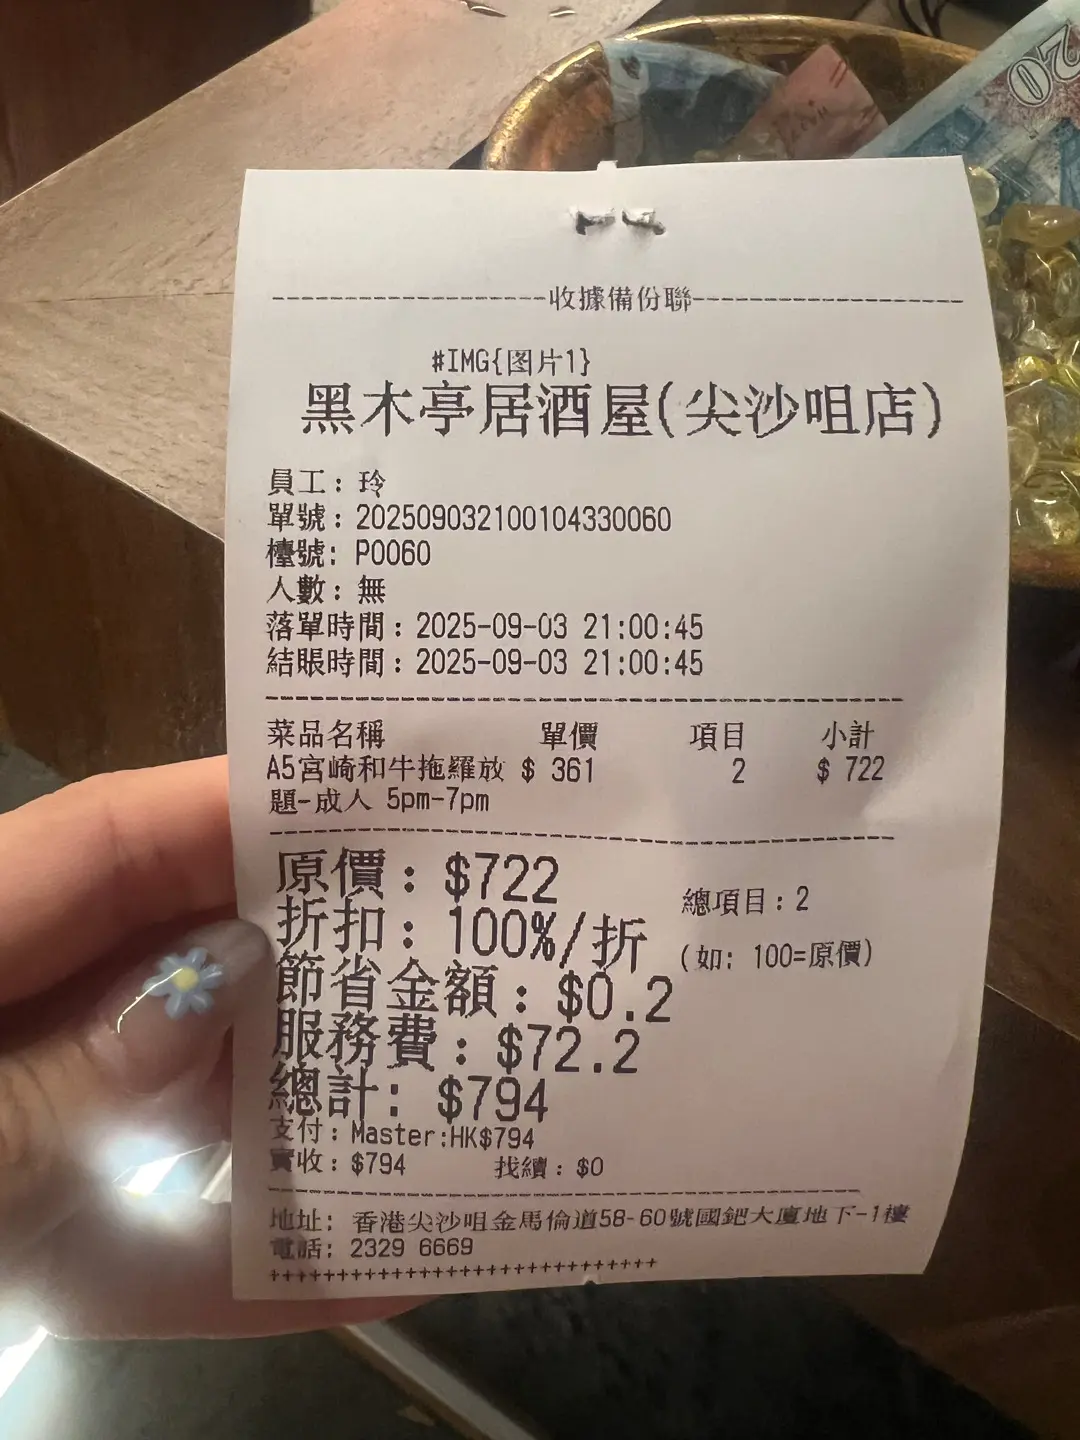 20
收據備份聯
#IMG{图片1}
黑木亭居酒屋(尖沙咀店)
員工: 玲
單號: 202509032100104330060
檯號: P0060
人數: 無
落單時間: 2025-09-03 21:00:45
結賬時間: 2025-09-03 21:00:45
菜品名稱 單價 項目 小計
A5宮崎和牛拖羅放 $ 361 2 $ 722
題-成人 5pm-7pm
原價: $722 總項目: 2
折扣: 100%/折 (如: 100=原價)
節省金額: $0.2
服務費: $72.2
總計: $794
支付: Master:HK$794
實收: $794 找續: $0
地址: 香港尖沙咀金馬倫道58-60號國鈀大廈地下-1樓
電話: 2329 6669
++++++++++++++++++++++++++++++